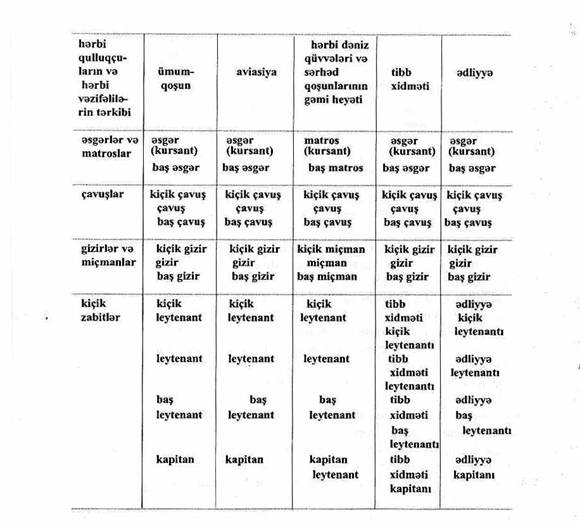 hərbi qulluqçu- ların və hərbi vəzifəlilə- rin tərkibi | ümum- qoşun | aviasiya | hərbi dəniz qüvvələri və sərhəd qoşunlarının gəmi heyəti | tibb xidməti | ədliyyə
əsgərlər və | əsgər | əsgər | matros | əsgər | əsgər
matroslar | (kursant) | (kursant) | (kursant) | (kursant) | (kursant)
baş əsgər | baş əsgər | baş matros | baş əsgər | baş əsgər
çavuşlar | kiçik çavuş | kiçik çavuş | kiçik çavuş | kiçik çavuş | kiçik çavuş
çavuş | çavuş | çavuş | çavuş | çavuş
baş çavuş | baş çavuş | baş çavuş | baş çavuş | baş çavuş
gizirlər və | kiçik gizir | kiçik gizir | kiçik miçman | kiçik gizir | kiçik gizir
miçmanlar | gizir | gizir | miçman | gizir | gizir
baş gizir | baş gizir | baş miçman | baş gizir | baş gizir
kiçik | kiçik | kiçik | kiçik | tibb | ədliyyə
zabitlər | leytenant | leytenant | leytenant | xidməti | kiçik
kiçik | leytenantı
leytenantı
leytenant | leytenant | leytenant | tibb | ədliyyə
xidməti | leytenantı
leytenantı
baş | baş | baş | tibb | ədliyyə
leytenant | leytenant | leytenant | xidməti | baş
baş | leytenantı
leytenantı
kapitan | kapitan | kapitan | tibb | ədliyyə
leytenant | xidməti | kapitanı
kapitanı